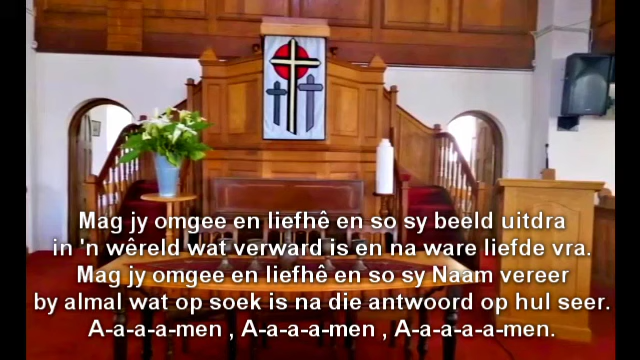 Mag jy omgee en liefhê en so sy beeld uitdra
in 'n wêreld wat verward is en na ware liefde vra.
Mag jy omgee en liefhê en so sy Naam vereer
by almal wat op soek is na die antwoord op hul seer.
A-a-a-a-men , A-a-a-a-men , A-a-a-a-a-men.